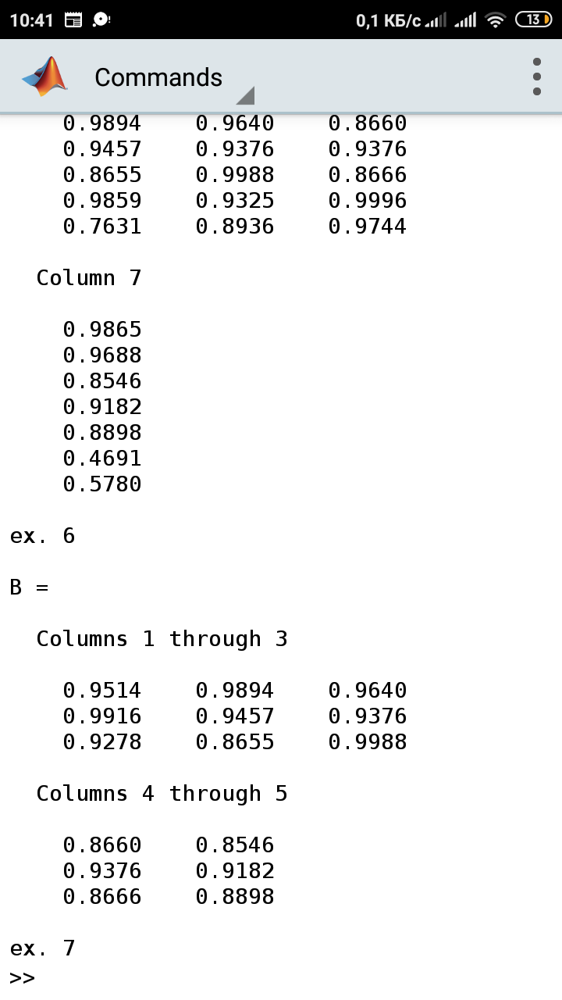 10:41 0,1 КБ/с 13
Commands
0.9894 0.9640 0.8660
0.9457 0.9376 0.9376
0.8655 0.9988 0.8666
0.9859 0.9325 0.9996
0.7631 0.8936 0.9744
Column 7
0.9865
0.9688
0.8546
0.9182
0.8898
0.4691
0.5780
ex. 6
B =
Columns 1 through 3
0.9514 0.9894 0.9640
0.9916 0.9457 0.9376
0.9278 0.8655 0.9988
Columns 4 through 5
0.8660 0.8546
0.9376 0.9182
0.8666 0.8898
ex. 7
>>